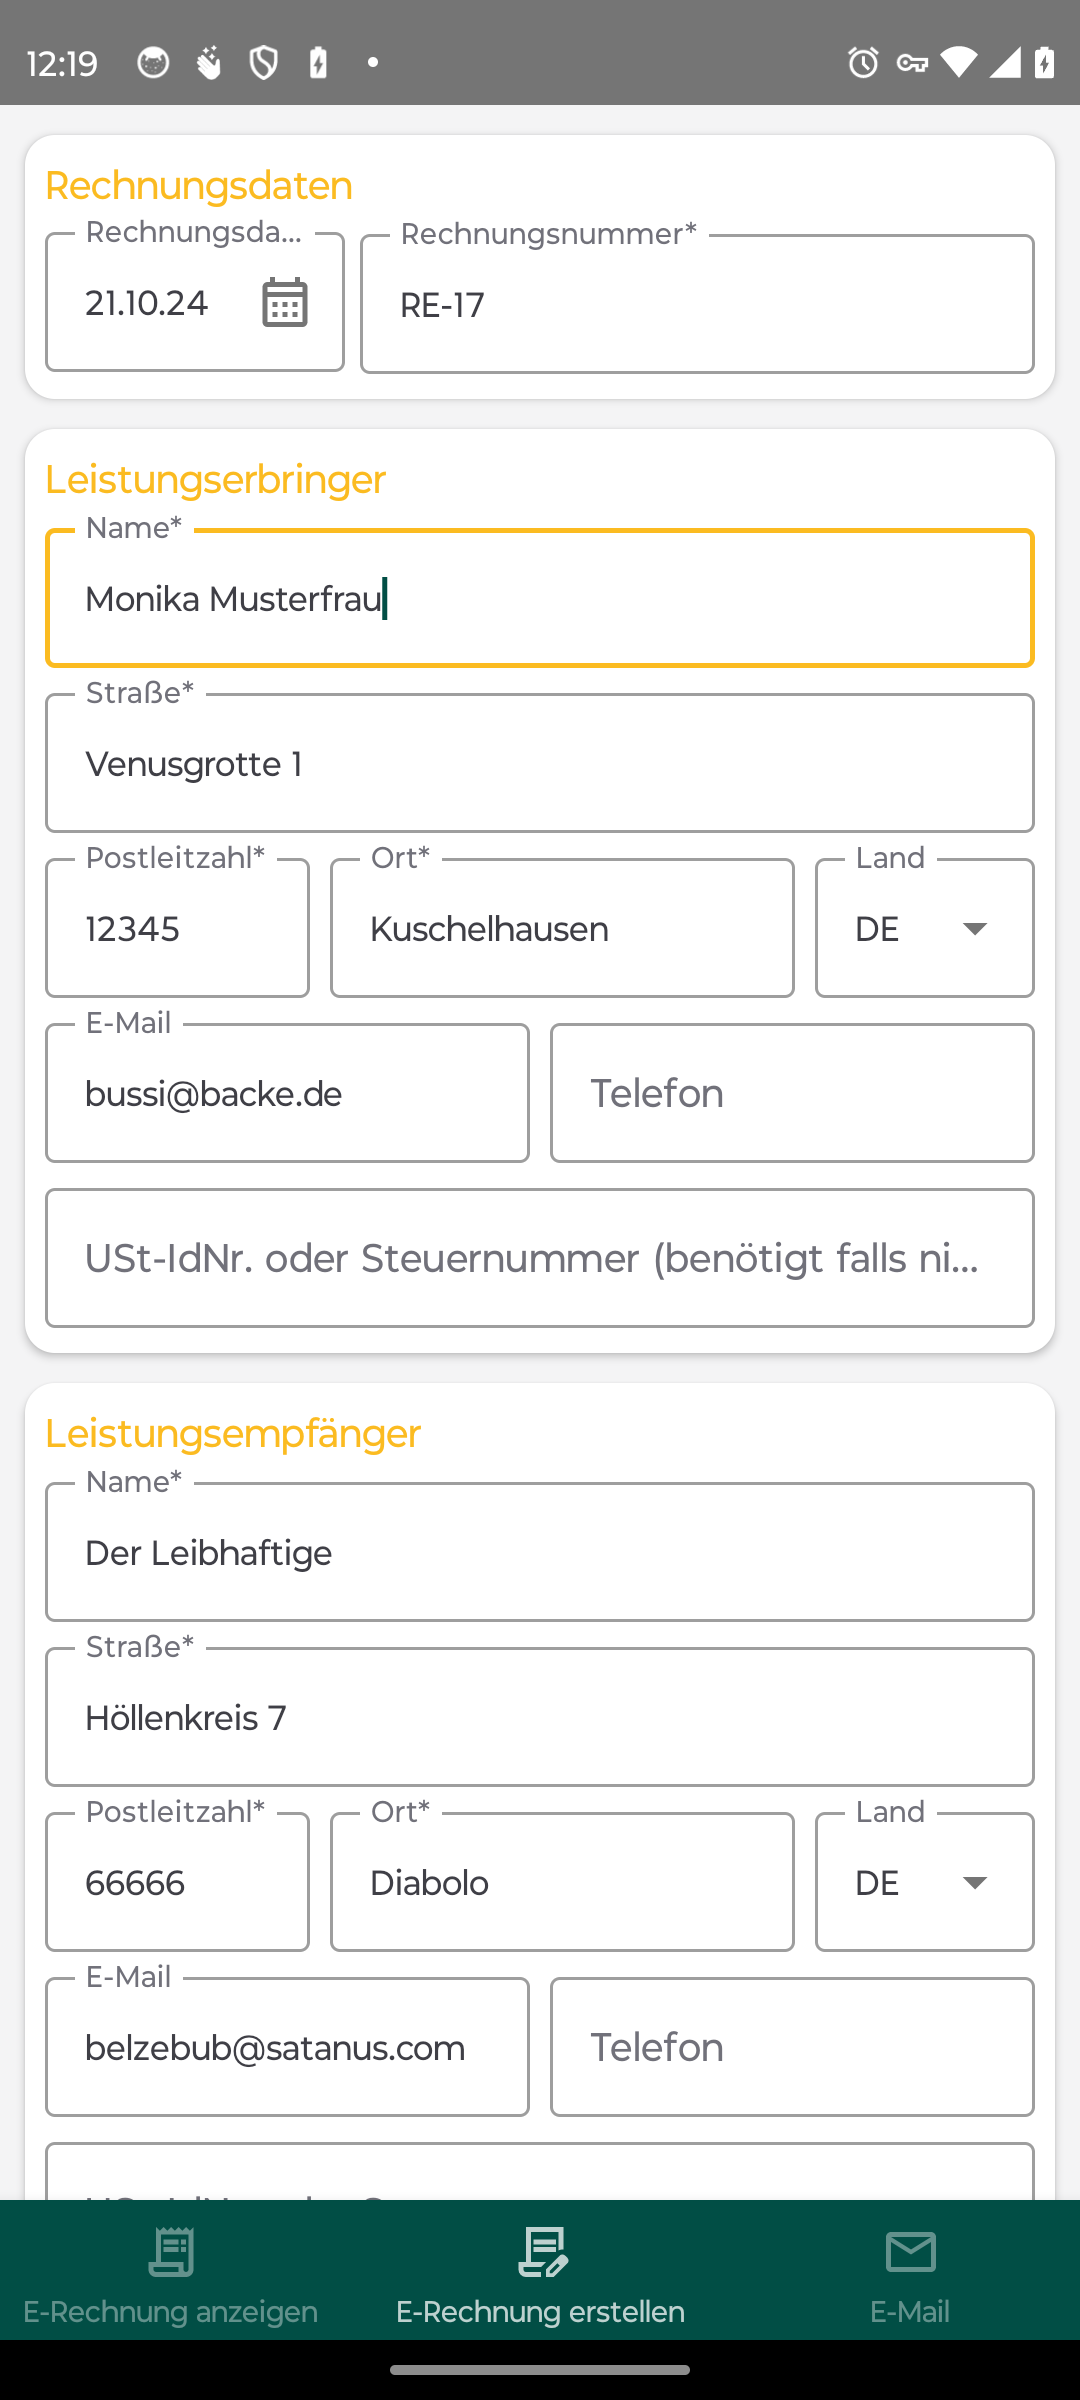 12:19
Rechnungsdaten
Rechnungsda... Rechnungsnummer*
21.10.24 RE-17
Leistungserbringer
Name*
Monika Musterfrau
Straße*
Venusgrotte 1
Postleitzahl* Ort* Land
12345 Kuschelhausen DE
E-Mail
bussi@backe.de Telefon
USt-IdNr. oder Steuernummer (benötigt falls ni...
Leistungsempfänger
Name*
Der Leibhaftige
Straße*
Höllenkreis 7
Postleitzahl* Ort* Land
66666 Diabolo DE
E-Mail
belzebub@satanus.com Telefon
E-Rechnung anzeigen E-Rechnung erstellen E-Mail